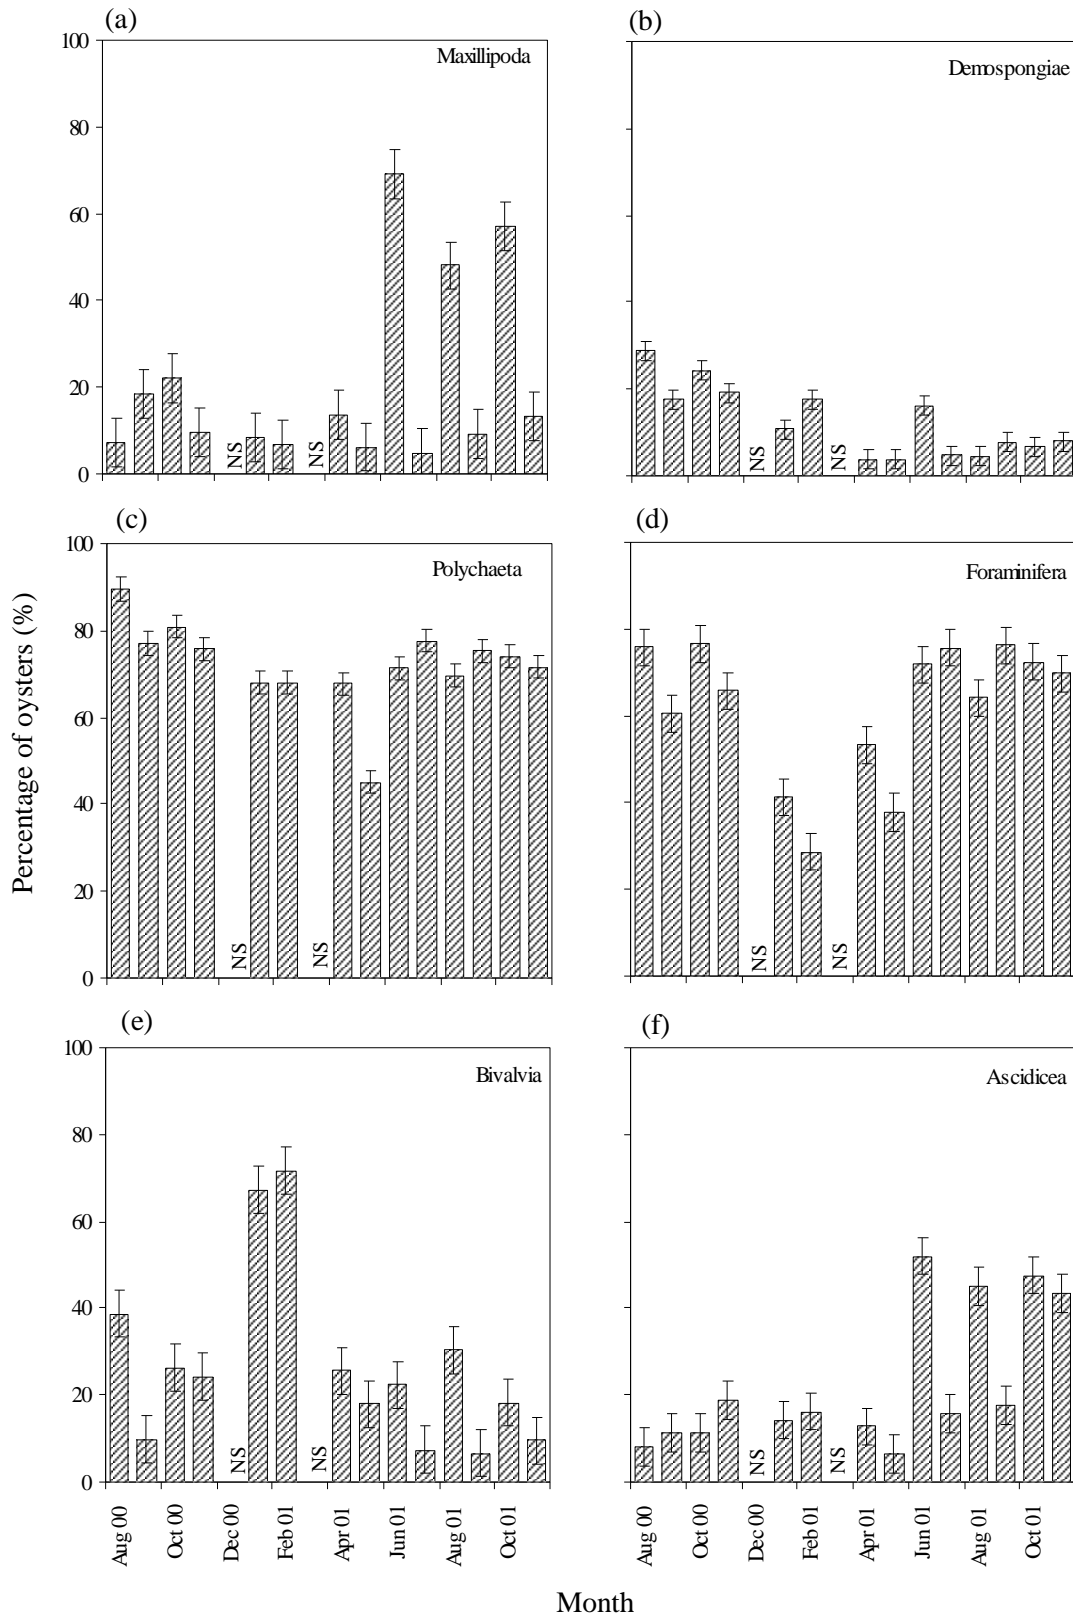 (a)
(b)
100
80
60
40
20
0
Maxillipoda
Demospongiae
NS
NS
NS
NS
(c)
(d)
100
80
60
40
20
0
Polychaeta
Foraminifera
NS
NS
NS
NS
Percentage of oysters (%)
(e)
(f)
100
80
60
40
20
0
Bivalvia
Ascidicea
NS
NS
NS
NS
Aug 00
Oct 00
Dec 00
Feb 01
Apr 01
Jun 01
Aug 01
Oct 01
Aug 00
Oct 00
Dec 00
Feb 01
Apr 01
Jun 01
Aug 01
Oct 01
Month